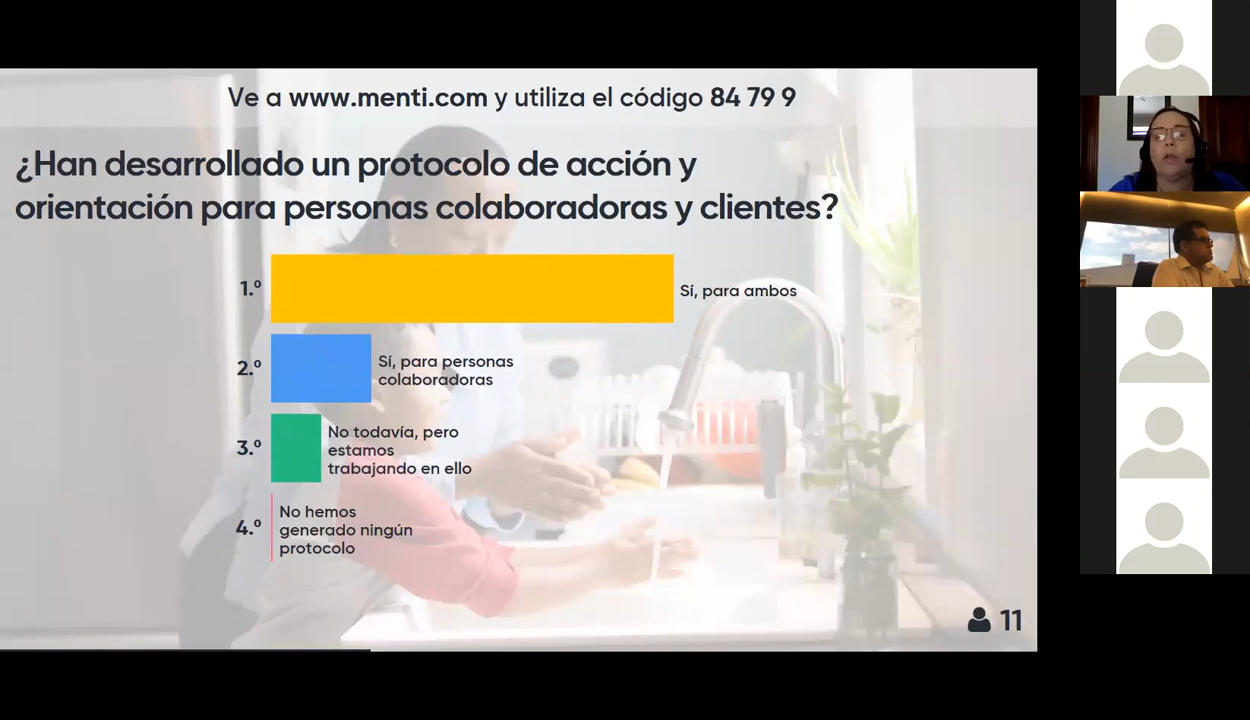 Ve a www.menti.com y utiliza el código 84 79 9
¿Han desarrollado un protocolo de acción y
orientación para personas colaboradoras y clientes?
1.º
Sí, para ambos
2.º
Sí, para personas
colaboradoras
3.º
No todavía, pero
estamos
trabajando en ello
4.º
No hemos
generado ningún
protocolo
11